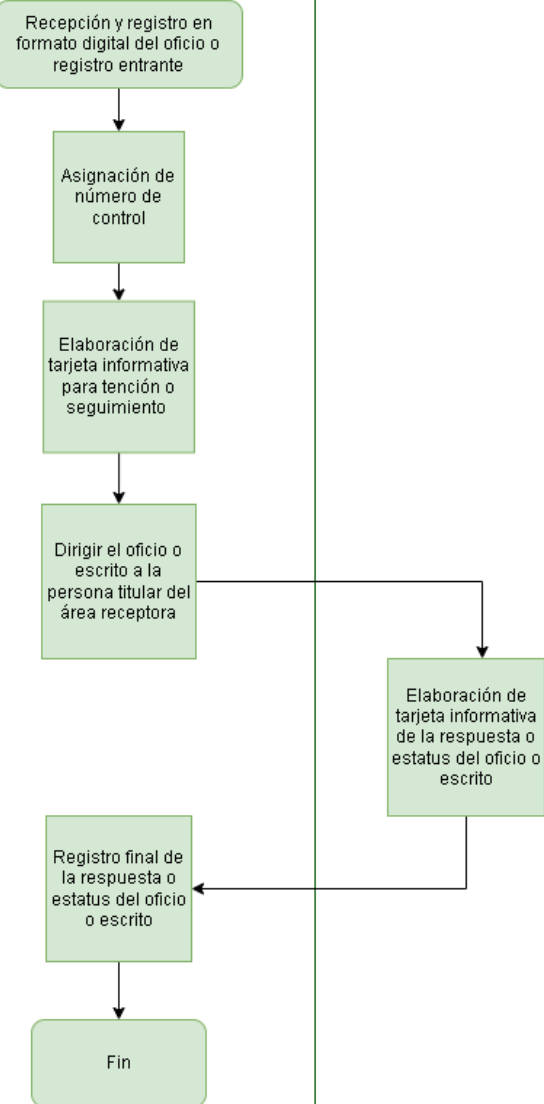 Recepción y registro en
formato digital del oficio o
registro entrante
Asignación de
número de
control
Elaboración de
tarjeta informativa
para tención o
seguimiento
Dirigir el oficio o
escrito a la
persona titular del
área receptora
Elaboración de
tarjeta informativa
de la respuesta o
estatus del oficio o
escrito
Registro final de
la respuesta o
estatus del oficio
o escrito
Fin